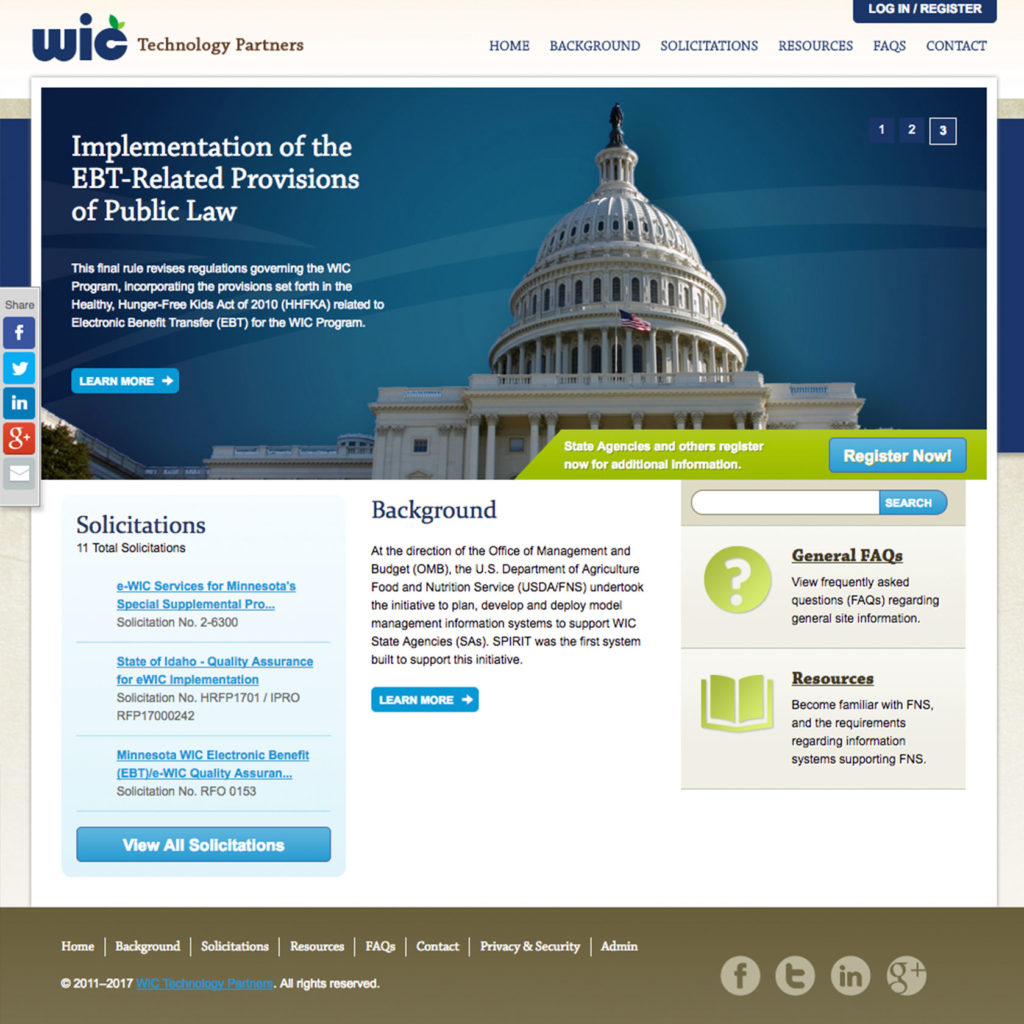 LOG IN / REGISTER
wic Technology Partners
HOME BACKGROUND SOLICITATIONS RESOURCES FAQS CONTACT
1 2 3
Implementation of the
EBT-Related Provisions
of Public Law
This final rule revises regulations governing the WIC
Program, incorporating the provisions set forth in the
Healthy, Hunger-Free Kids Act of 2010 (HHFKA) related to
Electronic Benefit Transfer (EBT) for the WIC Program.
LEARN MORE
Share
f
in
g+
State Agencies and others register
now for additional information.
Register Now!
Solicitations
11 Total Solicitations
e-WIC Services for Minnesota's
Special Supplemental Pro...
Solicitation No. 2-6300
State of Idaho - Quality Assurance
for eWIC Implementation
Solicitation No. HRFP1701 / IPRO
RFP17000242
Minnesota WIC Electronic Benefit
(EBT)/e-WIC Quality Assuran...
Solicitation No. RFO 0153
View All Solicitations
Background
At the direction of the Office of Management and
Budget (OMB), the U.S. Department of Agriculture
Food and Nutrition Service (USDA/FNS) undertook
the initiative to plan, develop and deploy model
management information systems to support WIC
State Agencies (SAs). SPIRIT was the first system
built to support this initiative.
LEARN MORE
SEARCH
?
General FAQs
View frequently asked
questions (FAQs) regarding
general site information.
Resources
Become familiar with FNS,
and the requirements
regarding information
systems supporting FNS.
Home Background Solicitations Resources FAQs Contact Privacy & Security Admin
© 2011–2017 WIC Technology Partners. All rights reserved.
f t in g+